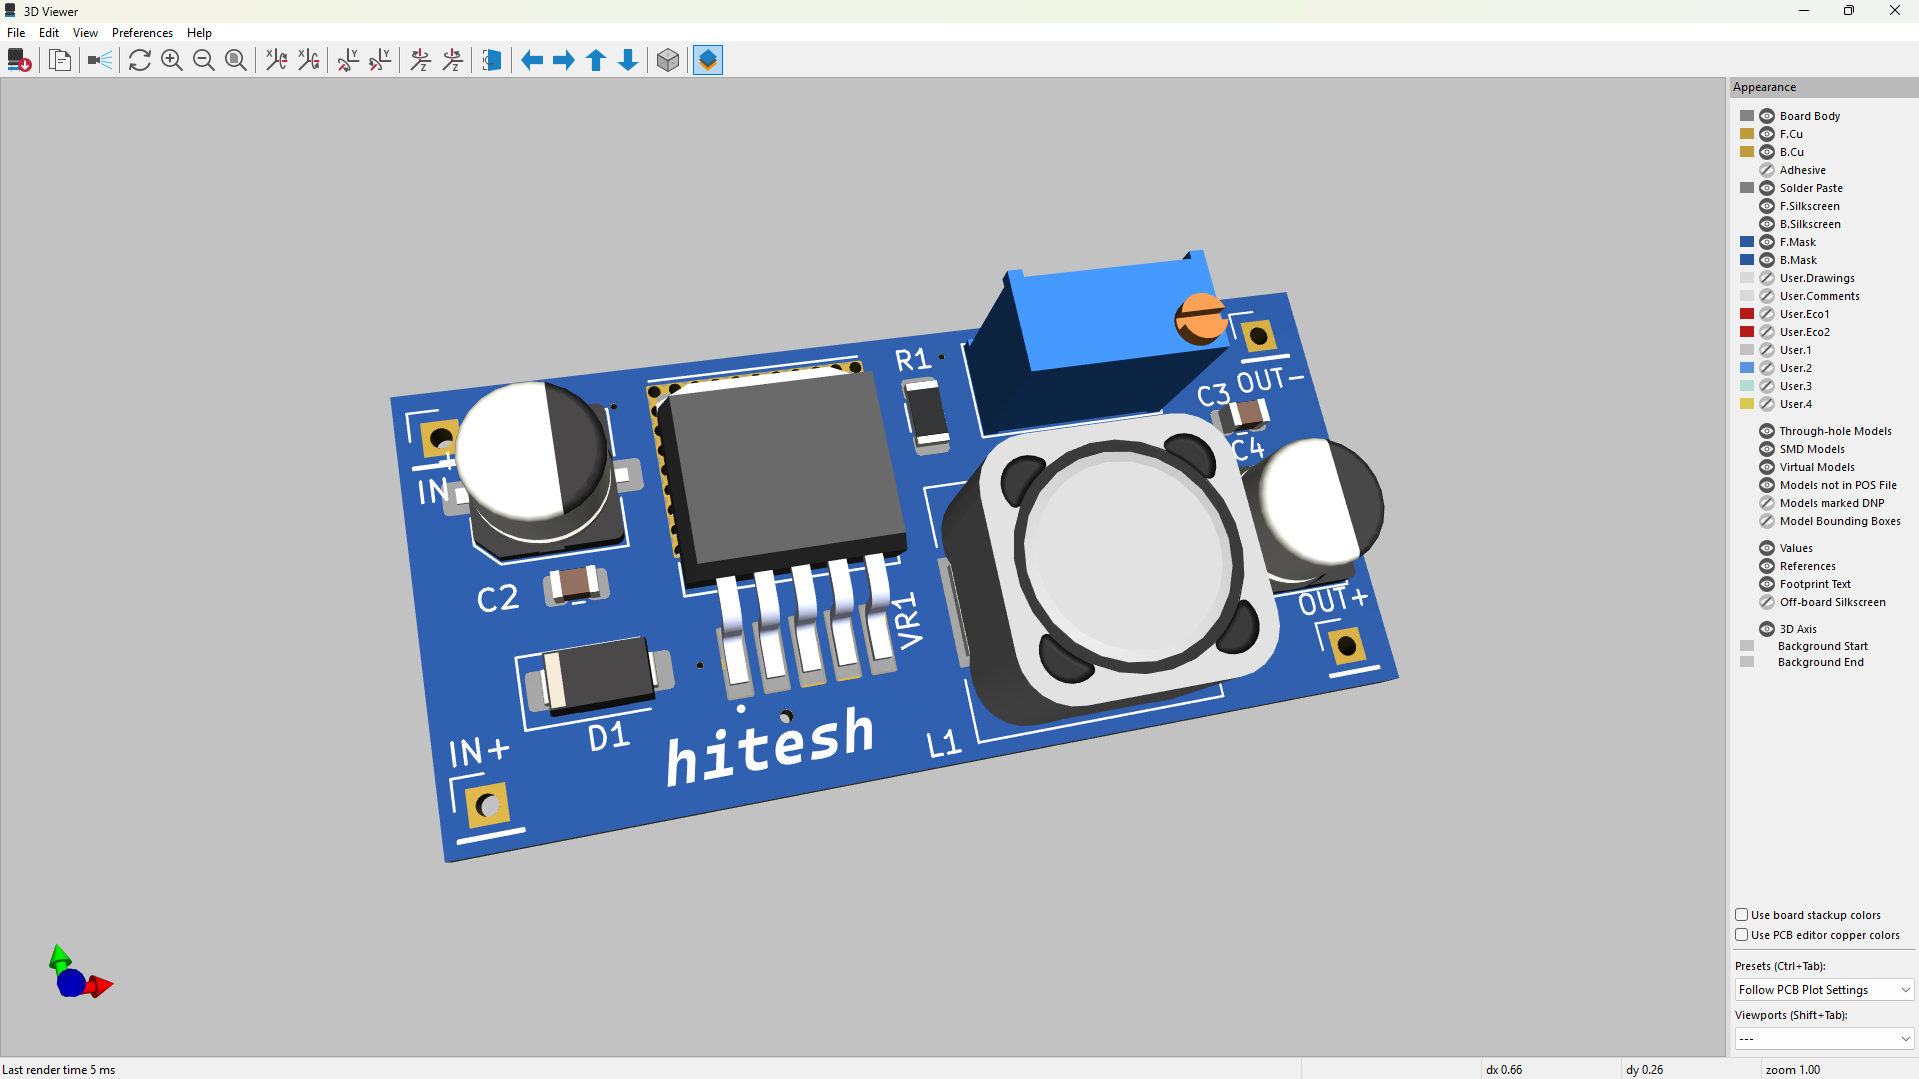 3D Viewer
File Edit View Preferences Help
Appearance
Board Body
F.Cu
B.Cu
Adhesive
Solder Paste
F.Silkscreen
B.Silkscreen
F.Mask
B.Mask
User.Drawings
User.Comments
User.Eco1
User.Eco2
User.1
User.2
User.3
User.4
Through-hole Models
SMD Models
Virtual Models
Models not in POS File
Models marked DNP
Model Bounding Boxes
Values
References
Footprint Text
Off-board Silkscreen
3D Axis
Background Start
Background End
Use board stackup colors
Use PCB editor copper colors
Presets (Ctrl+Tab):
Follow PCB Plot Settings
Viewports (Shift+Tab):
---
R1
C3 OUT-
C4
IN
+
C2
VR1
OUT+
D1
IN+
hitesh
L1
Last render time 5 ms
dx 0.66
dy 0.26
zoom 1.00